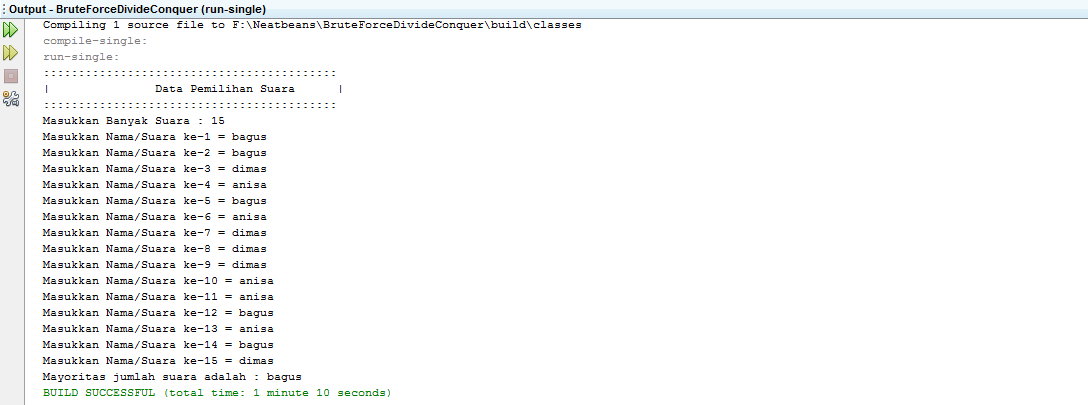 Output - BruteForceDivideConquer (run-single)
Compiling 1 source file to F:\Neatbeans\BruteForceDivideConquer\build\classes
compile-single:
run-single:
::::::::::::::::::::::::::::::::::::::::::
|               Data Pemilihan Suara      |
::::::::::::::::::::::::::::::::::::::::::
Masukkan Banyak Suara : 15
Masukkan Nama/Suara ke-1 = bagus
Masukkan Nama/Suara ke-2 = bagus
Masukkan Nama/Suara ke-3 = dimas
Masukkan Nama/Suara ke-4 = anisa
Masukkan Nama/Suara ke-5 = bagus
Masukkan Nama/Suara ke-6 = anisa
Masukkan Nama/Suara ke-7 = dimas
Masukkan Nama/Suara ke-8 = dimas
Masukkan Nama/Suara ke-9 = dimas
Masukkan Nama/Suara ke-10 = anisa
Masukkan Nama/Suara ke-11 = anisa
Masukkan Nama/Suara ke-12 = bagus
Masukkan Nama/Suara ke-13 = anisa
Masukkan Nama/Suara ke-14 = bagus
Masukkan Nama/Suara ke-15 = dimas
Mayoritas jumlah suara adalah : bagus
BUILD SUCCESSFUL (total time: 1 minute 10 seconds)